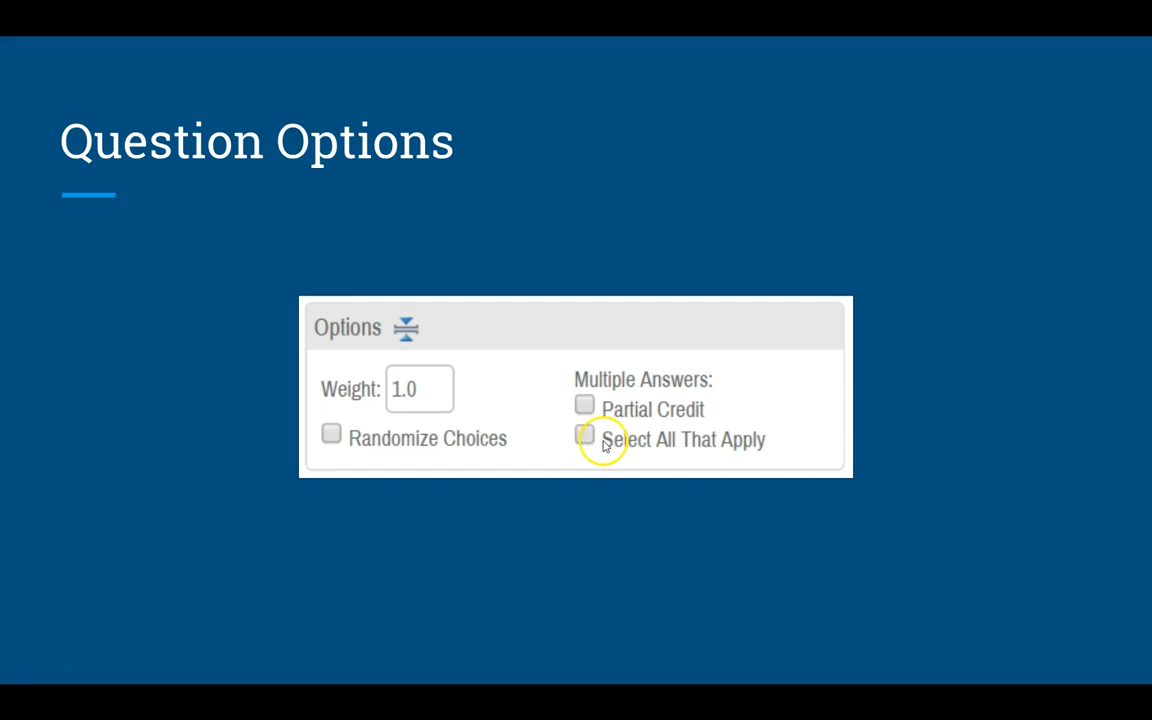 Question Options
Options
Weight: 1.0
Randomize Choices
Multiple Answers:
Partial Credit
Select All That Apply